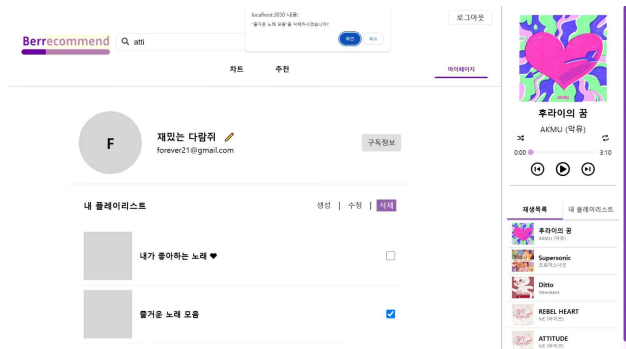 localhost:3030 내용:
"즐거운 노래 모음"을 삭제하시겠습니까?
확인 취소
로그아웃
Berrecommend
atti
차트 추천 마이페이지
F
재밌는 다람쥐
forever21@gmail.com
구독정보
내 플레이리스트
생성 | 수정 | 삭제
내가 좋아하는 노래 ♥
즐거운 노래 모음
AKMU
후라이의 꿈
AKMU (악뮤)
0:00 3:10
재생목록 내 플레이리스트
후라이의 꿈
AKMU (악뮤)
Supersonic
프로미스나인
Ditto
NewJeans
REBEL HEART
IVE (아이브)
ATTITUDE
IVE (아이브)